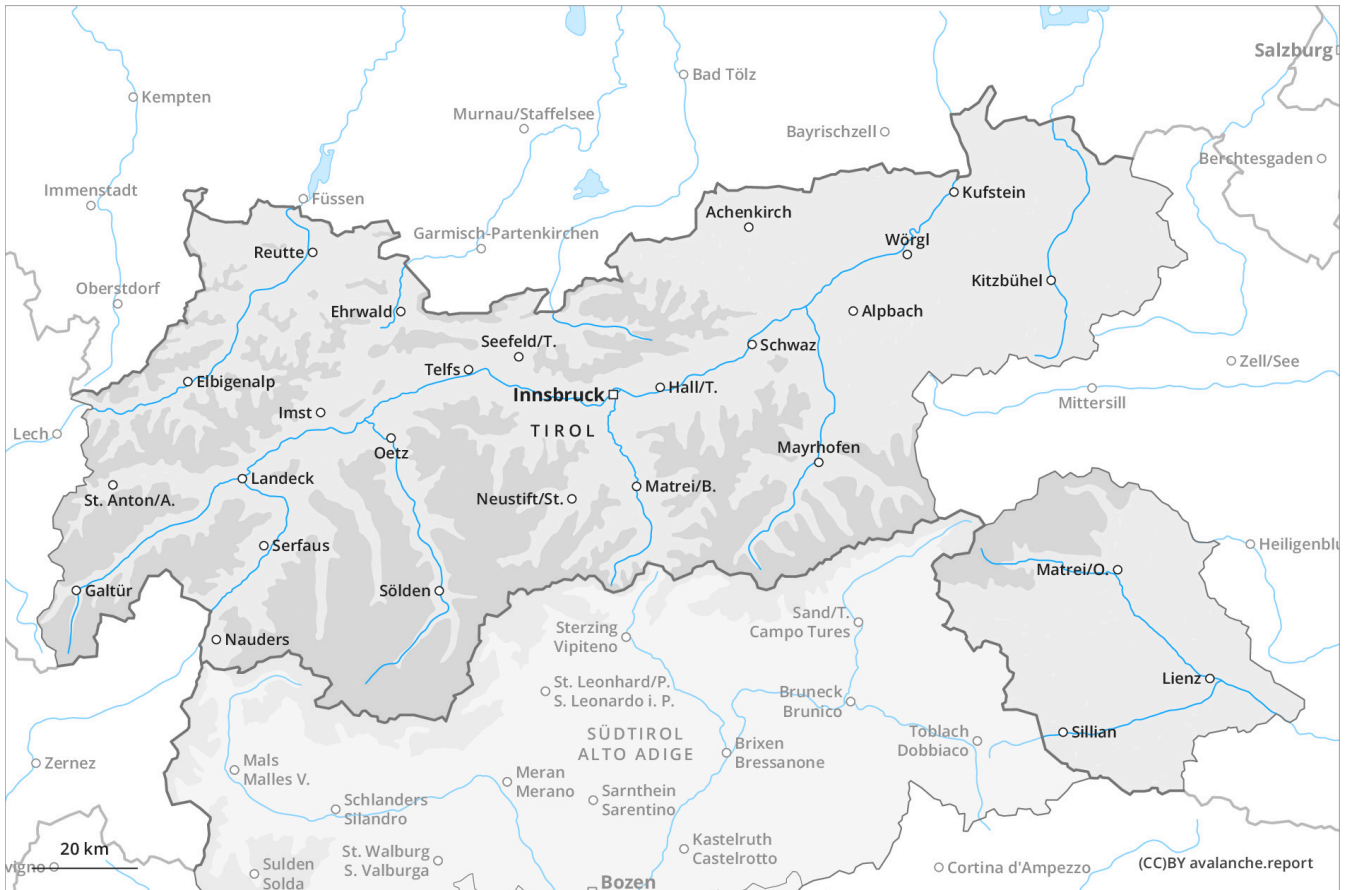 Salzburg
Bad Tölz
Kempten
Murnau/Staffelsee
Bayrischzell
Berchtesgaden
Immenstadt
Füssen
Kufstein
Achenkirch
Garmisch-Partenkirchen
Wörgl
Reutte
Oberstdorf
Kitzbühel
Ehrwald
Alpbach
Seefeld/T.
Schwaz
Zell/See
Telfs
Elbigenalp
Hall/T.
Innsbruck
Mittersill
Imst
TIROL
Lech
Oetz
Mayrhofen
Landeck
Matrei/B.
St. Anton/A.
Neustift/St.
Serfaus
Heiligenblu
Matrei/O.
Galtür
Sölden
Sand/T.
Campo Tures
Nauders
Sterzing
Vipiteno
Lienz
St. Leonhard/P.
S. Leonardo i. P.
Bruneck
Brunico
SÜDTIROL
ALTO ADIGE
Toblach
Dobbiaco
Sillian
Brixen
Bressanone
Zernez
Mals
Malles V.
Meran
Merano
Sarnthein
Sarentino
Schlanders
Silandro
Kastelruth
Castelrotto
20 km
St. Walburg
S. Valburga
vigno
Sulden
Solda
Cortina d'Ampezzo
(CC)BY avalanche.report
Bozen